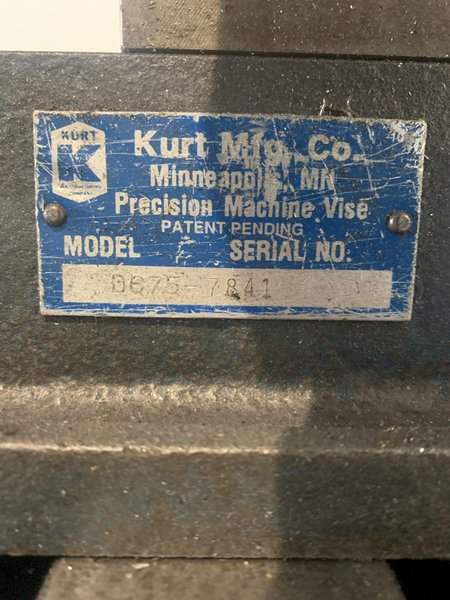 KURT
K
Kurt Mfg. Co.
Minneapolis, MN
Precision Machine Vise
PATENT PENDING
MODEL SERIAL NO.
D675-7841